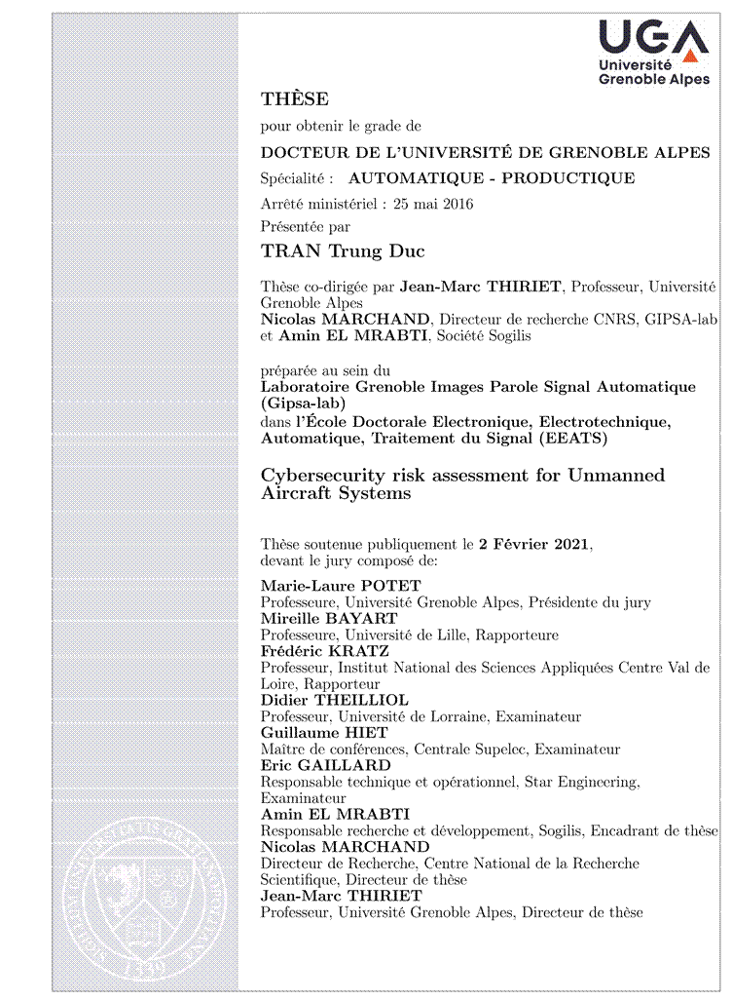 UGA
Université
Grenoble Alpes
THÈSE
pour obtenir le grade de
DOCTEUR DE L'UNIVERSITÉ DE GRENOBLE ALPES
Spécialité : AUTOMATIQUE - PRODUCTIQUE
Arrêté ministériel : 25 mai 2016
Présentée par
TRAN Trung Duc
Thèse co-dirigée par Jean-Marc THIRIET, Professeur, Université
Grenoble Alpes
Nicolas MARCHAND, Directeur de recherche CNRS, GIPSA-lab
et Amin EL MRABTI, Société Sogilis
préparée au sein du
Laboratoire Grenoble Images Parole Signal Automatique
(Gipsa-lab)
dans l'École Doctorale Electronique, Electrotechnique,
Automatique, Traitement du Signal (EEATS)
Cybersecurity risk assessment for Unmanned
Aircraft Systems
Thèse soutenue publiquement le 2 Février 2021,
devant le jury composé de:
Marie-Laure POTET
Professeure, Université Grenoble Alpes, Présidente du jury
Mireille BAYART
Professeure, Université de Lille, Rapporteure
Frédéric KRATZ
Professeur, Institut National des Sciences Appliquées Centre Val de
Loire, Rapporteur
Didier THEILLIOL
Professeur, Université de Lorraine, Examinateur
Guillaume HIET
Maître de conférences, Centrale Supelec, Examinateur
Eric GAILLARD
Responsable technique et opérationnel, Star Engineering,
Examinateur
Amin EL MRABTI
Responsable recherche et développement, Sogilis, Encadrant de thèse
Nicolas MARCHAND
Directeur de Recherche, Centre National de la Recherche
Scientifique, Directeur de thèse
Jean-Marc THIRIET
Professeur, Université Grenoble Alpes, Directeur de thèse
1339